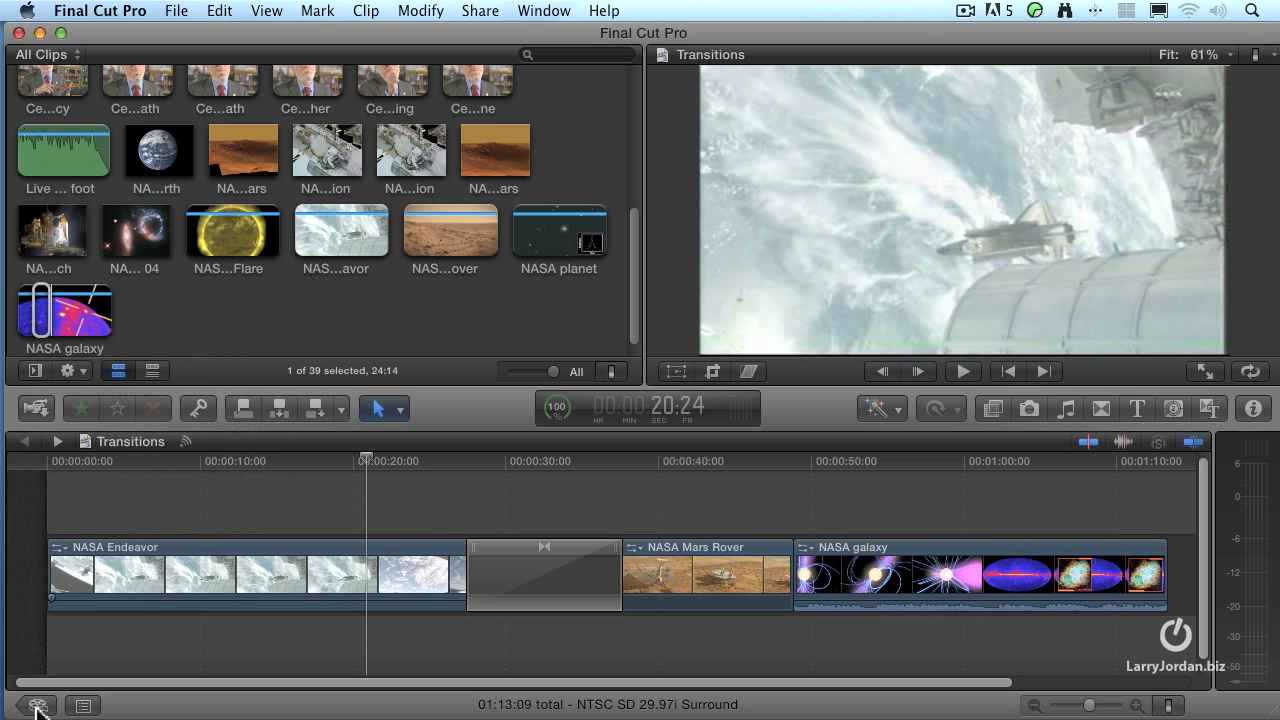 Final Cut Pro File Edit View Mark Clip Modify Share Window Help 5
Final Cut Pro
All Clips
Transitions Fit: 61%
Ce...cy Ce...ath Ce...ath Ce...her Ce...ing Ce...ne
Live ... foot NA...rth NA...ars NA...ion NA...ion NA...ars
NA...ch NA... 04 NAS...Flare NAS...avor NAS...over NASA planet
NASA galaxy
1 of 39 selected, 24:14 All
100 % 00:00:20:24
HR MIN SEC FR
Transitions
00:00:00:00 00:00:10:00 00:00:20:00 00:00:30:00 00:00:40:00 00:00:50:00 00:01:00:00 00:01:10:00
6
0
-6
-12
-20
-30
-50
-∞
NASA Endeavor NASA Mars Rover NASA galaxy
LarryJordan.biz
01:13:09 total - NTSC SD 29.97i Surround